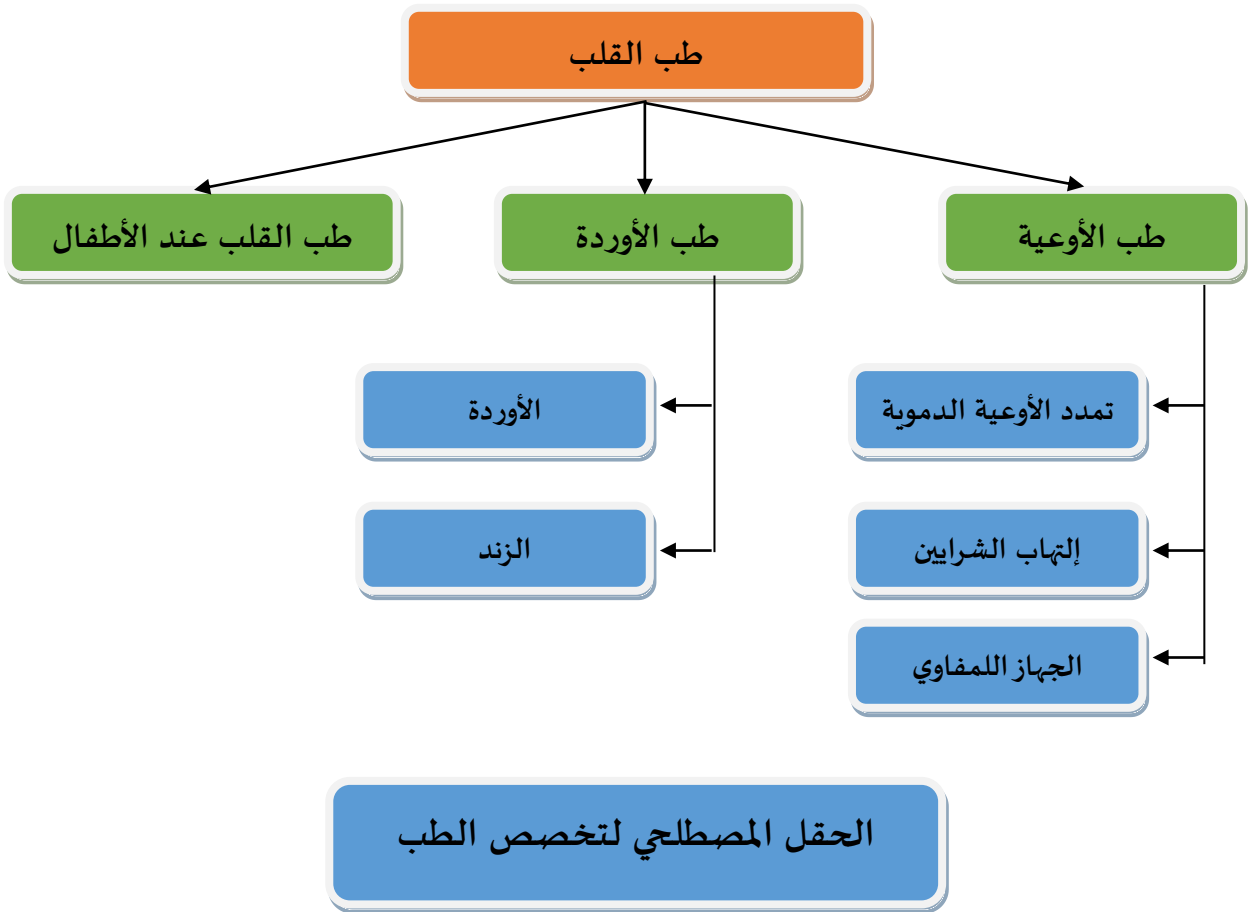 طب القلب
طب الأوعية
طب الأوردة
طب القلب عند الأطفال
تمدد الأوعية الدموية
الأوردة
إلتهاب الشرايين
الزند
الجهاز اللمفاوي
الحقل المصطلحي لتخصص الطب